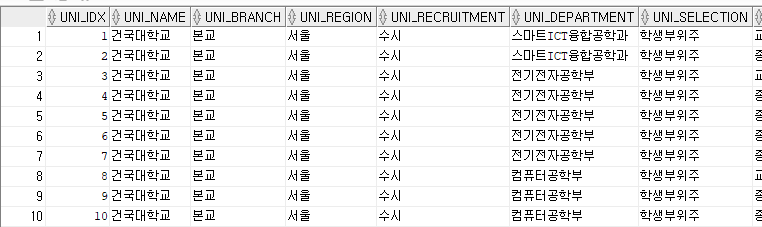 UNI_IDX UNI_NAME UNI_BRANCH UNI_REGION UNI_RECRUITMENT UNI_DEPARTMENT UNI_SELECTION
1 1 건국대학교 본교 서울 수시 스마트ICT융합공학과 학생부위주
2 2 건국대학교 본교 서울 수시 스마트ICT융합공학과 학생부위주
3 3 건국대학교 본교 서울 수시 전기전자공학부 학생부위주
4 4 건국대학교 본교 서울 수시 전기전자공학부 학생부위주
5 5 건국대학교 본교 서울 수시 전기전자공학부 학생부위주
6 6 건국대학교 본교 서울 수시 전기전자공학부 학생부위주
7 7 건국대학교 본교 서울 수시 전기전자공학부 학생부위주
8 8 건국대학교 본교 서울 수시 컴퓨터공학부 학생부위주
9 9 건국대학교 본교 서울 수시 컴퓨터공학부 학생부위주
10 10 건국대학교 본교 서울 수시 컴퓨터공학부 학생부위주